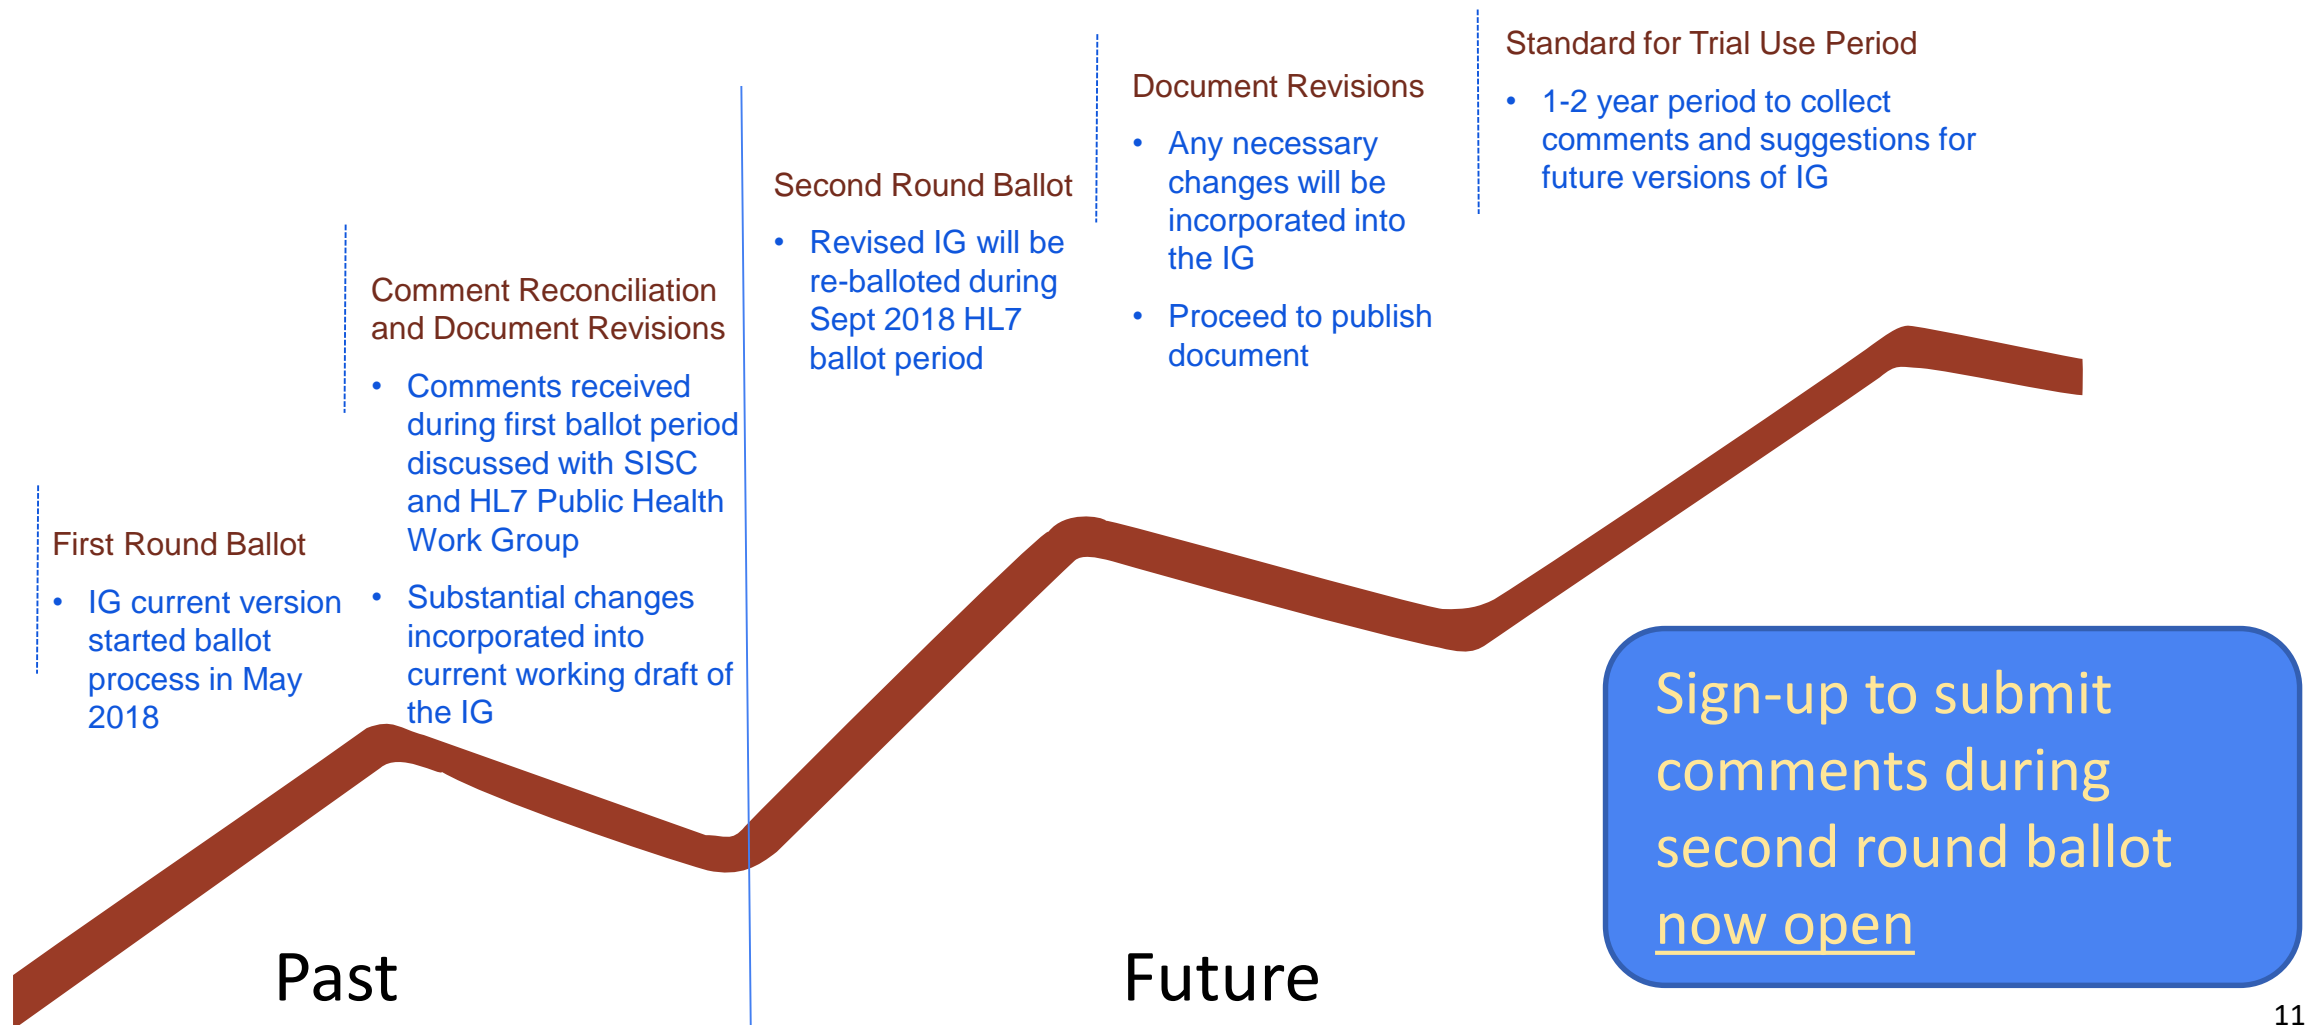 First Round Ballot
• IG current version
started ballot
process in May
2018
Comment Reconciliation
and Document Revisions
• Comments received
during first ballot period
discussed with SISC
and HL7 Public Health
Work Group
• Substantial changes
incorporated into
current working draft of
the IG
Second Round Ballot
• Revised IG will be
re-balloted during
Sept 2018 HL7
ballot period
Document Revisions
• Any necessary
changes will be
incorporated into
the IG
• Proceed to publish
document
Standard for Trial Use Period
• 1-2 year period to collect
comments and suggestions for
future versions of IG
Sign-up to submit
comments during
second round ballot
now open
Past
Future
11